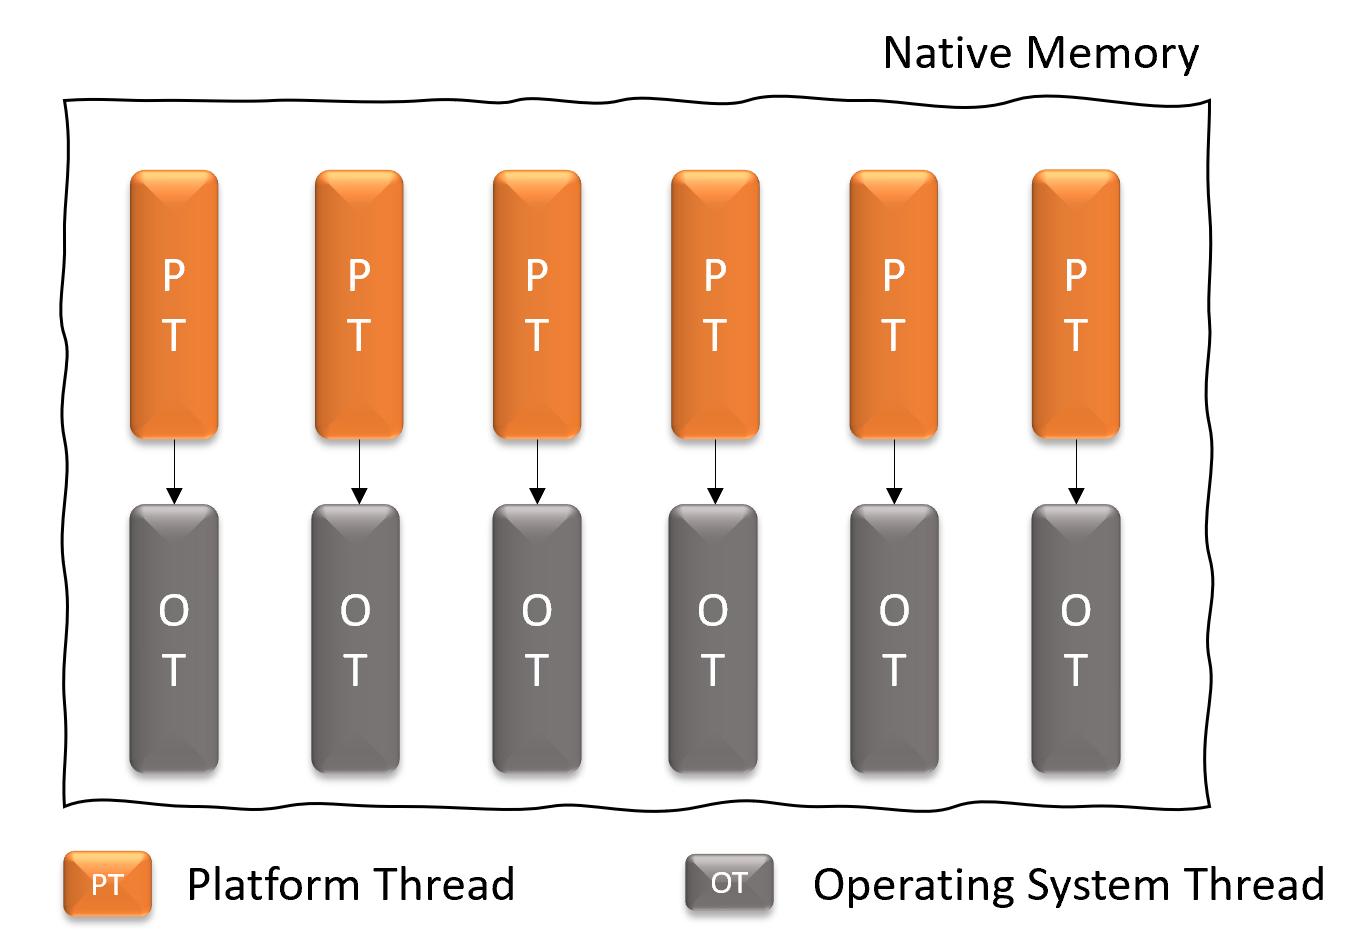 Native Memory
P P P P P P
T T T T T T
O O O O O O
T T T T T T
PT Platform Thread OT Operating System Thread